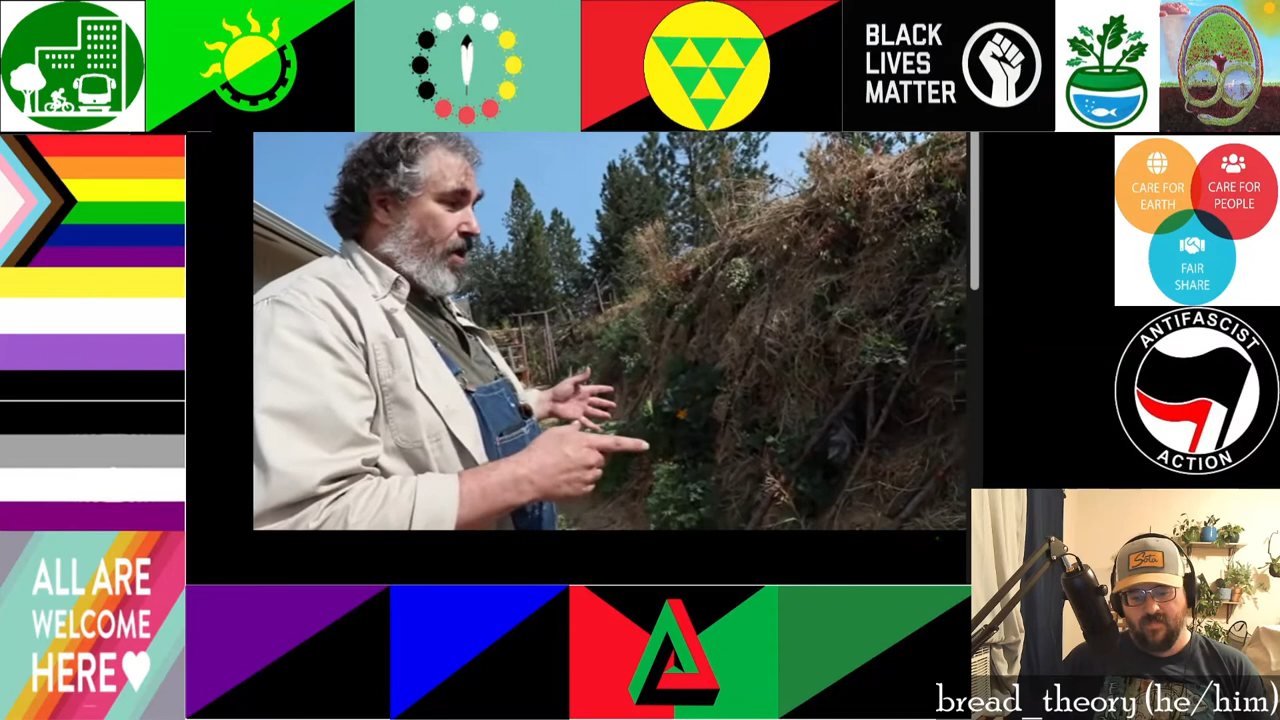 BLACK
LIVES
MATTER
CARE FOR
EARTH
CARE FOR
PEOPLE
FAIR
SHARE
ANTIFASCIST
ACTION
ALL ARE
WELCOME
HERE
Sota
bread_theory (he/him)